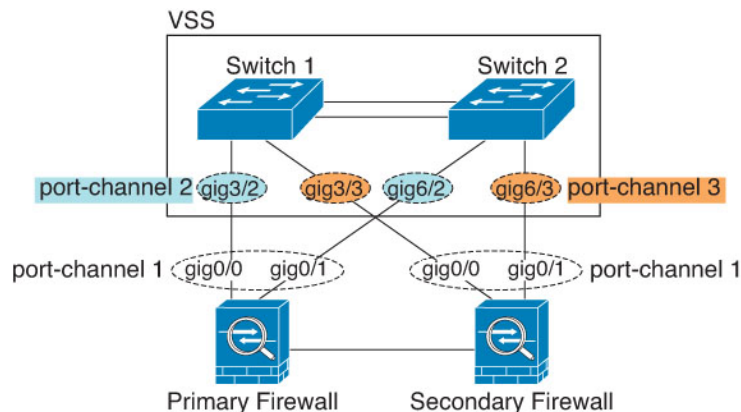 VSS
Switch 1
Switch 2
port-channel 2
gig3/2
gig3/3
gig6/2
gig6/3
port-channel 3
port-channel 1
gig0/0
gig0/1
gig0/0
gig0/1
port-channel 1
Primary Firewall
Secondary Firewall